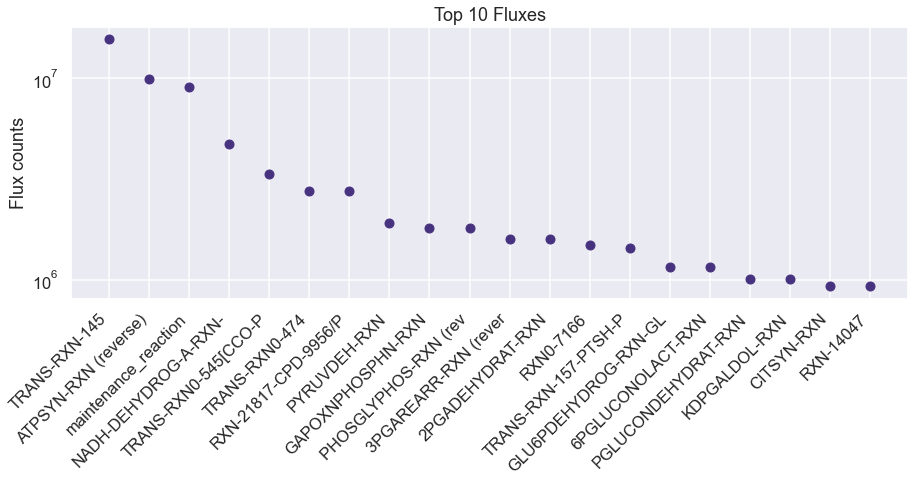 Top 10 Fluxes
Flux counts
10^7
10^6
TRANS-RXN-145
ATPSYN-RXN (reverse)
maintenance_reaction
NADH-DEHYDROG-A-RXN-
TRANS-RXN0-545[CCO-P
TRANS-RXN0-474
RXN-21817-CPD-9956/P
PYRUVDEH-RXN
GAPOXNPHOSPHN-RXN
PHOSGLYPHOS-RXN (rev
3PGAREARR-RXN (rever
2PGADEHYDRAT-RXN
RXN0-7166
TRANS-RXN-157-PTSH-P
GLU6PDEHYDROG-RXN-GL
6PGLUCONOLACT-RXN
PGLUCONDEHYDRAT-RXN
KDPGALDOL-RXN
CITSYN-RXN
RXN-14047